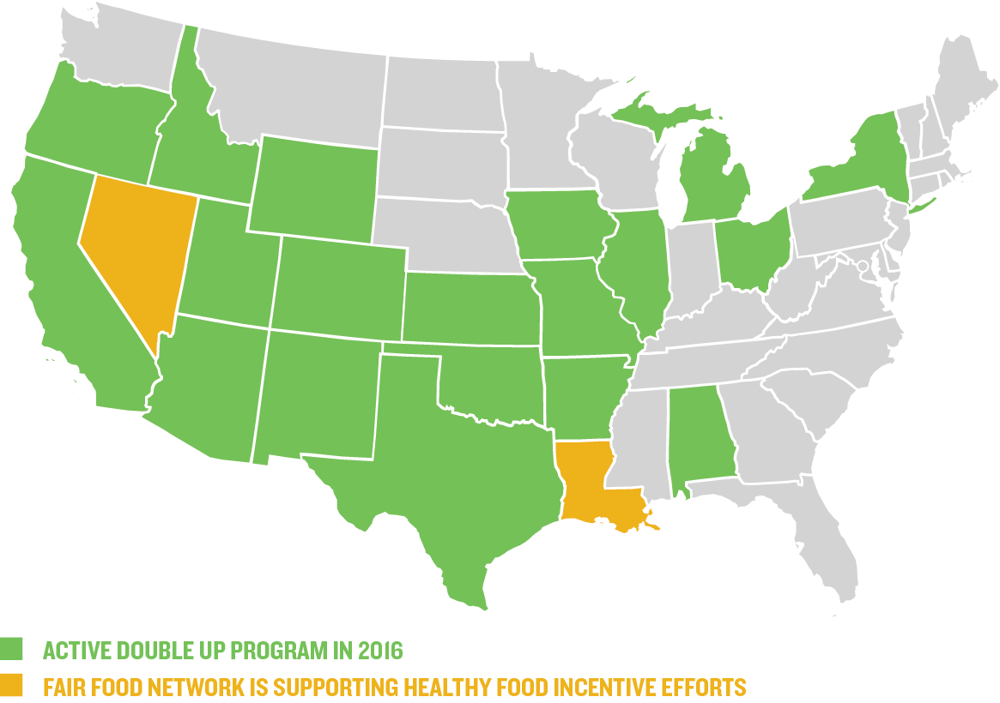 ACTIVE DOUBLE UP PROGRAM IN 2016
FAIR FOOD NETWORK IS SUPPORTING HEALTHY FOOD INCENTIVE EFFORTS